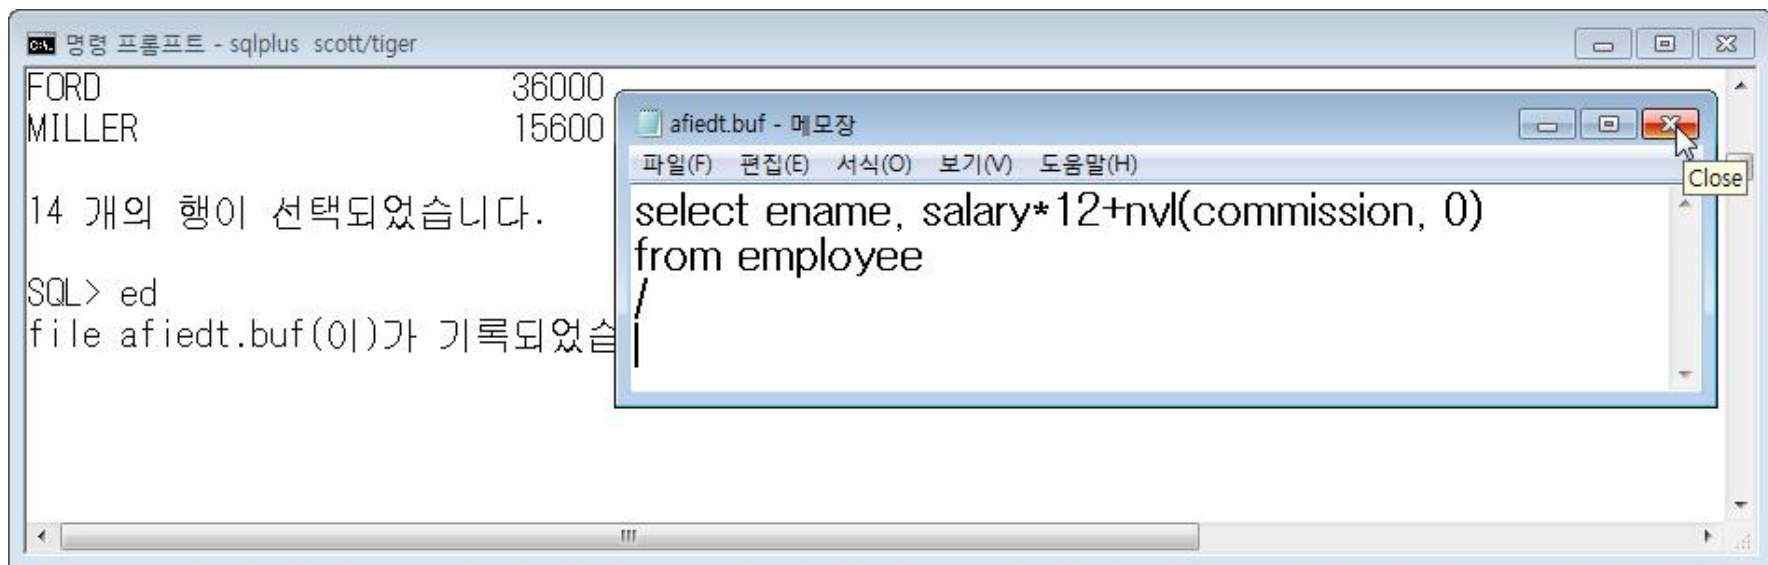 명령 프롬프트 - sqlplus scott/tiger
FORD 36000
MILLER 15600
14 개의 행이 선택되었습니다.
SQL> ed
file afiedt.buf(이)가 기록되었습
afiedt.buf - 메모장
파일(F) 편집(E) 서식(O) 보기(V) 도움말(H)
Close
select ename, salary*12+nvl(commission, 0)
from employee
/